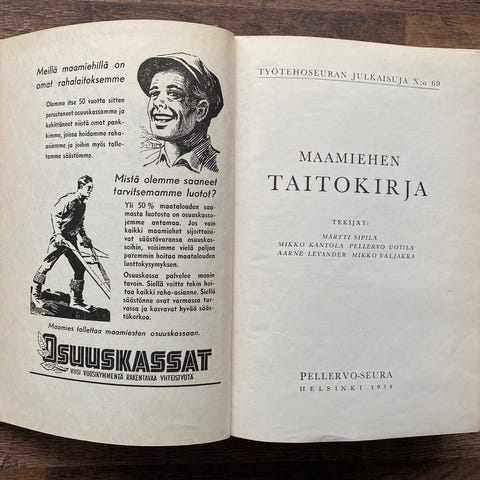 Meillä maamiehillä on
omat rahalaitoksemme
Olemme itse 50 vuotta sitten
perustaneet osuuskassamme ja
kehittäneet niistä omat pank-
kimme, joissa hoidamme raha-
asiamme ja joihin myös talle-
tamme säästömme.
Mistä olemme saaneet
tarvitsemamme luotot?
Yli 50 % maatalouden saa-
masta luotosta on osuuskasso-
jemme antamaa. Jos vain
kaikki maamiehet sijoittaisi-
vat säästövaransa osuuskas-
soihin, voisimme vielä paljon
paremmin hoitaa maatalouden
luottokysymyksen.
Osuuskassa palvelee monin
tavoin. Siellä voitte tekin hoi-
taa kaikki raha-asianne. Siellä
säästönne ovat varmassa tur-
vassa ja kasvavat hyvää sääs-
tökorkoa.
Maamies tallettaa maamiesten osuuskassaan.
OSUUSKASSAT
VIISI VUOSIKYMMENTÄ RAKENTAVAA YHTEISTYÖTÄ
TYÖTEHOSEURAN JULKAISUJA N:o 69
MAAMIEHEN
TAITOKIRJA
TEKIJÄT:
MARTTI SIPILÄ
MIKKO KANTOLA PELLERVO UOTILA
AARNE LEVANDER MIKKO VALJAKKA
PELLERVO-SEURA
HELSINKI 1954